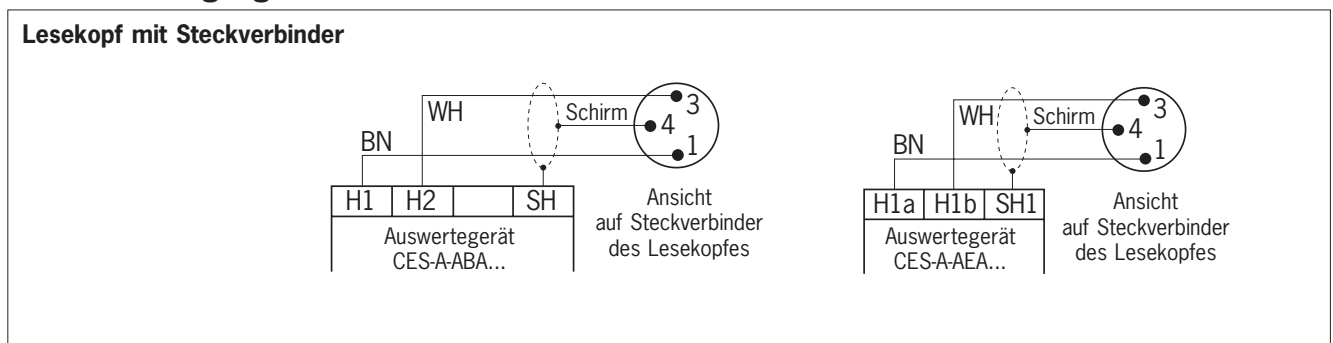 Lesekopf mit Steckverbinder
WH
BN
Schirm
3
4
1
H1 H2 SH
Auswertegerät
CES-A-ABA...
Ansicht
auf Steckverbinder
des Lesekopfes
WH
BN
Schirm
3
4
1
H1a H1b SH1
Auswertegerät
CES-A-AEA...
Ansicht
auf Steckverbinder
des Lesekopfes